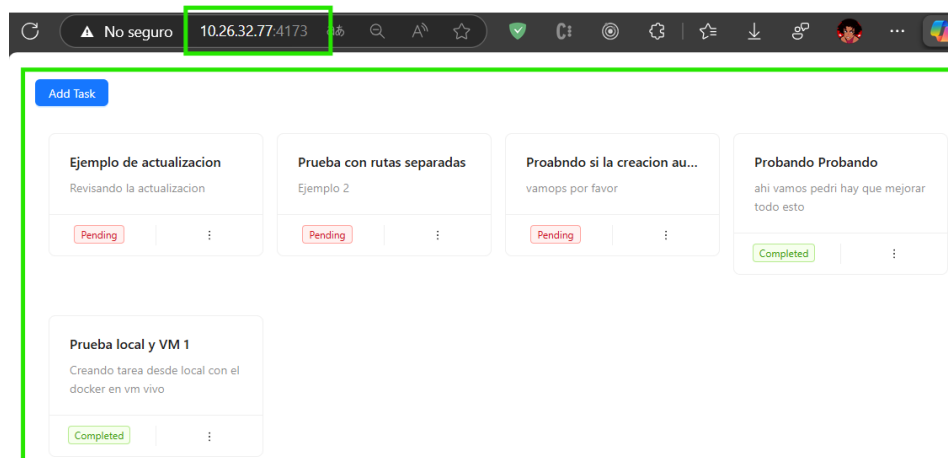 No seguro 10.26.32.77:4173
Add Task
Ejemplo de actualizacion
Revisando la actualizacion
Pending
Prueba con rutas separadas
Ejemplo 2
Pending
Proabndo si la creacion au...
vamops por favor
Pending
Probando Probando
ahi vamos pedri hay que mejorar
todo esto
Completed
Prueba local y VM 1
Creando tarea desde local con el
docker en vm vivo
Completed